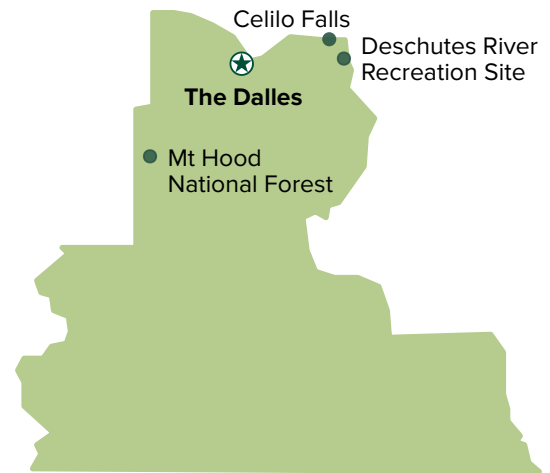 Celilo Falls
Deschutes River
Recreation Site
The Dalles
Mt Hood
National Forest